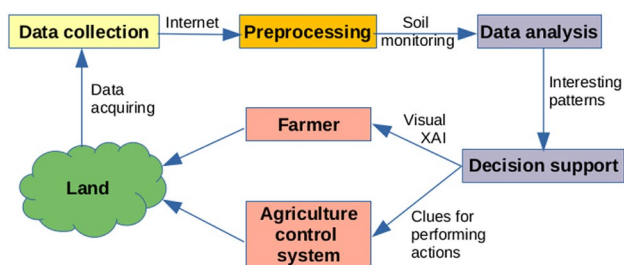 Data collection
Internet
Preprocessing
Soil
monitoring
Data analysis
Data
acquiring
Interesting
patterns
Farmer
Visual
XAI
Decision support
Land
Agriculture
control
system
Clues for
performing
actions